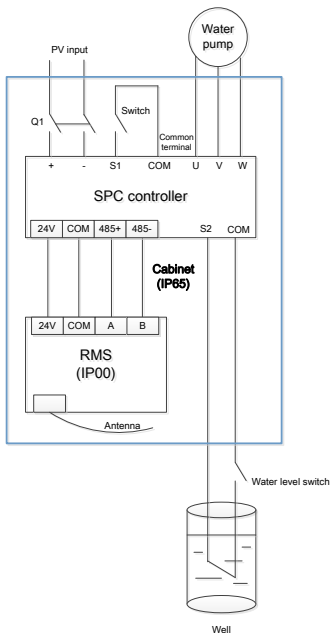 Water
pump
PV input
Switch
Q1
Common
terminal
+ - S1 COM U V W
SPC controller
24V COM 485+ 485- S2 COM
Cabinet
(IP65)
24V COM A B
RMS
(IP00)
Antenna
Water level switch
Well